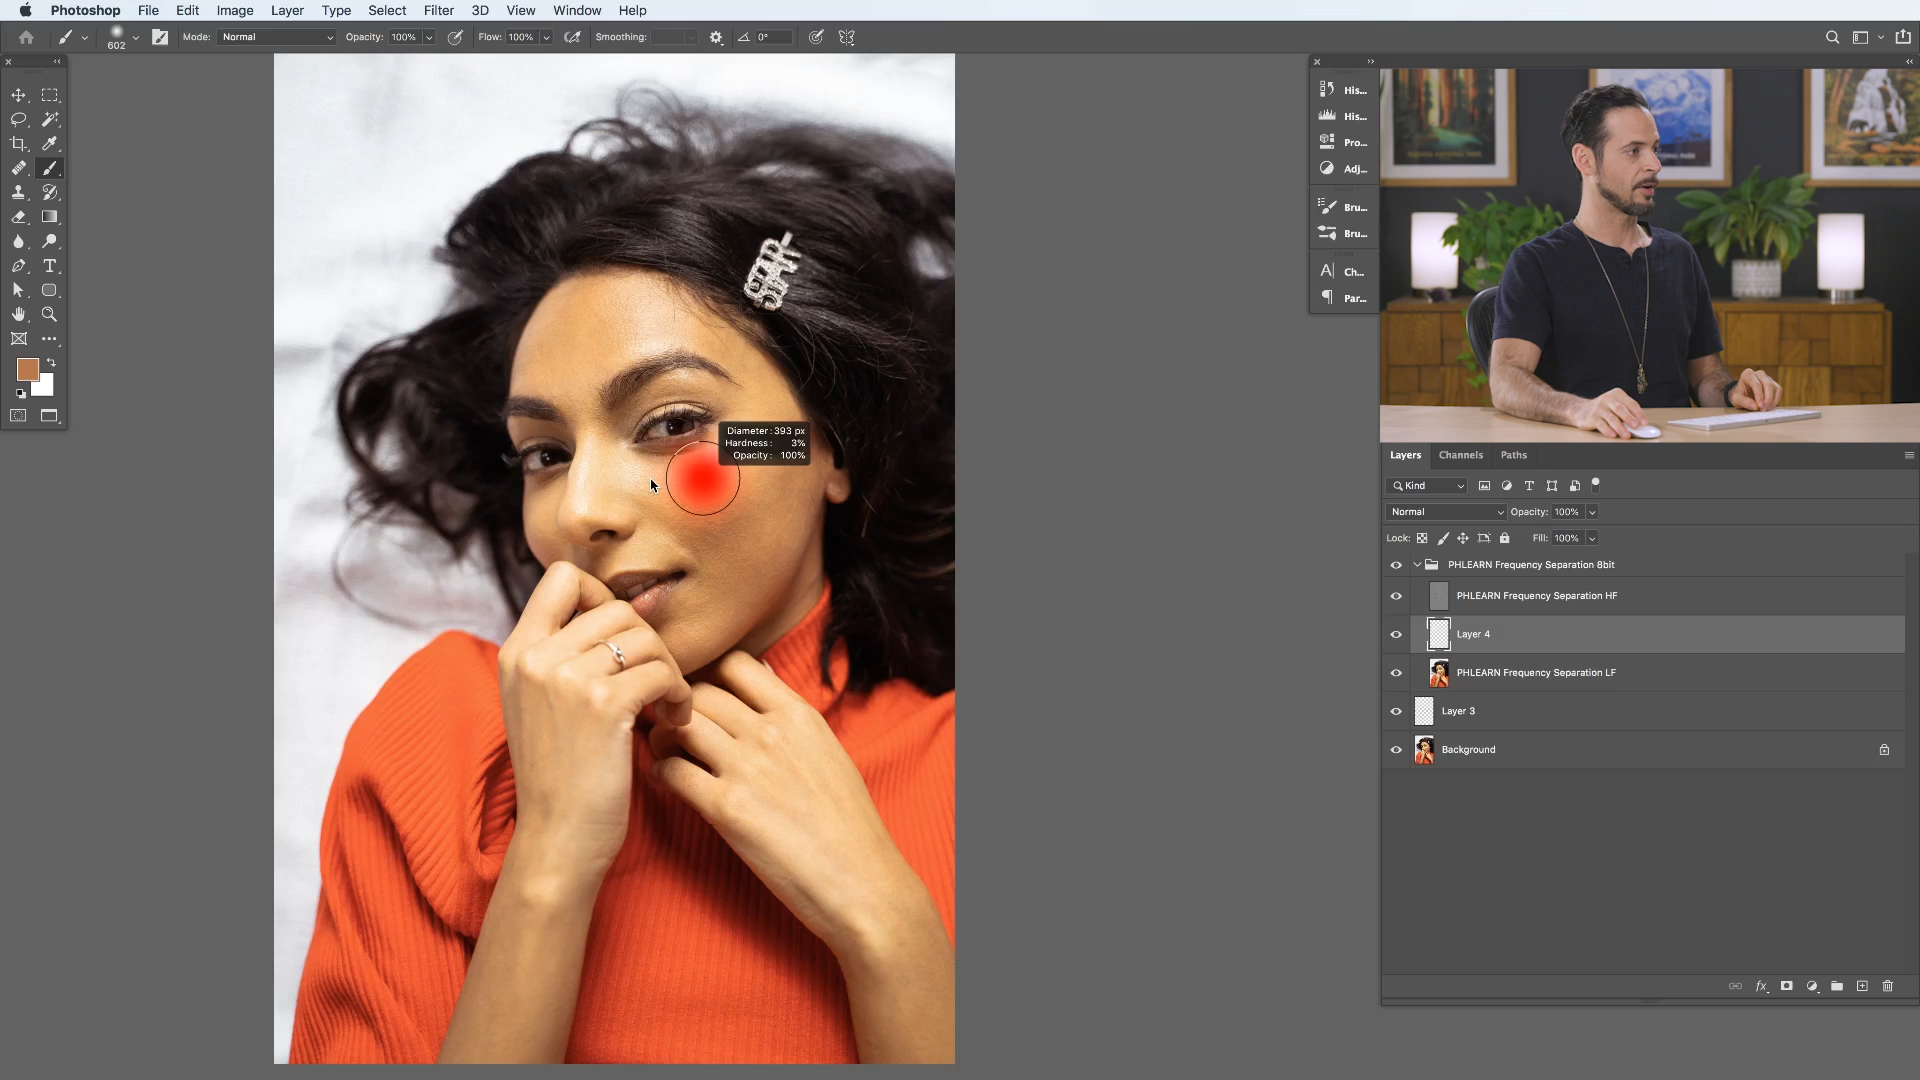 Photoshop File Edit Image Layer Type Select Filter 3D View Window Help
602 Mode: Normal Opacity: 100% Flow: 100% Smoothing: 0°
His...
His...
Pro...
Adj...
Bru...
Bru...
Ch...
Par...
STAR
Diameter: 393 px
Hardness: 3%
Opacity: 100%
Layers Channels Paths
Kind
Normal Opacity: 100%
Lock: Fill: 100%
PHLEARN Frequency Separation 8bit
PHLEARN Frequency Separation HF
Layer 4
PHLEARN Frequency Separation LF
Layer 3
Background